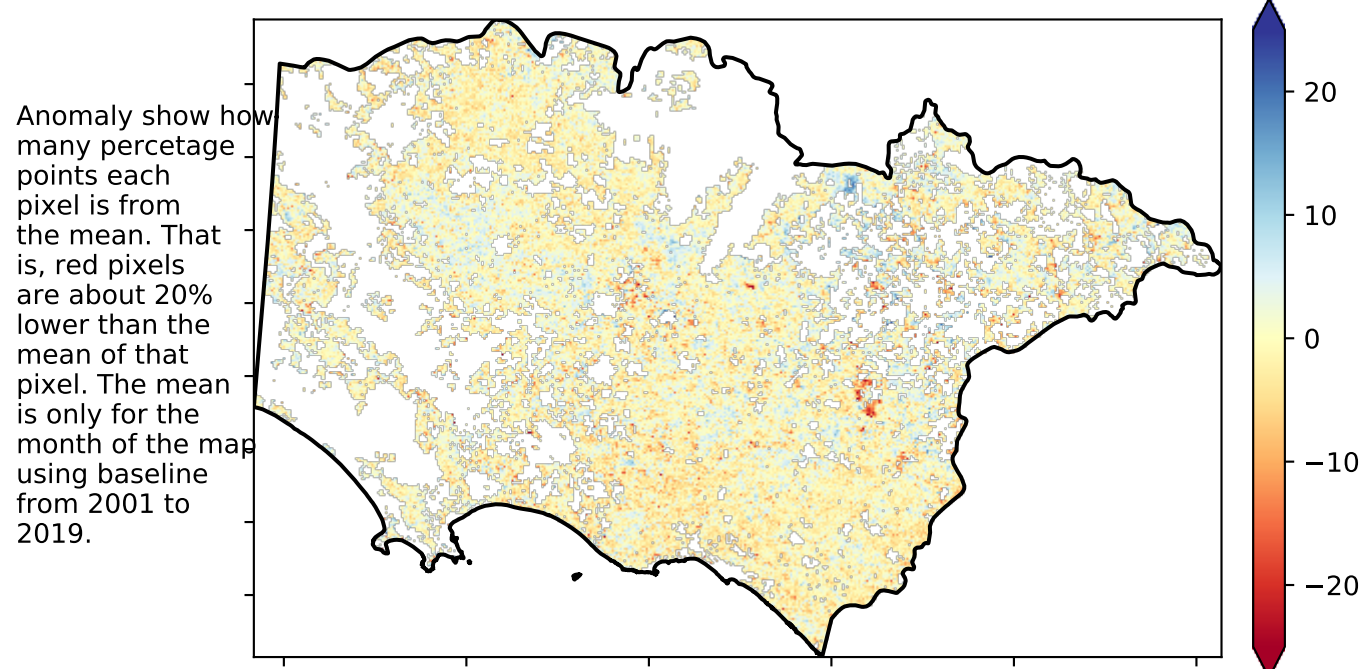 Anomaly show how
many percetage
points each
pixel is from
the mean. That
is, red pixels
are about 20%
lower than the
mean of that
pixel. The mean
is only for the
month of the map
using baseline
from 2001 to
2019.
20
10
0
−10
−20